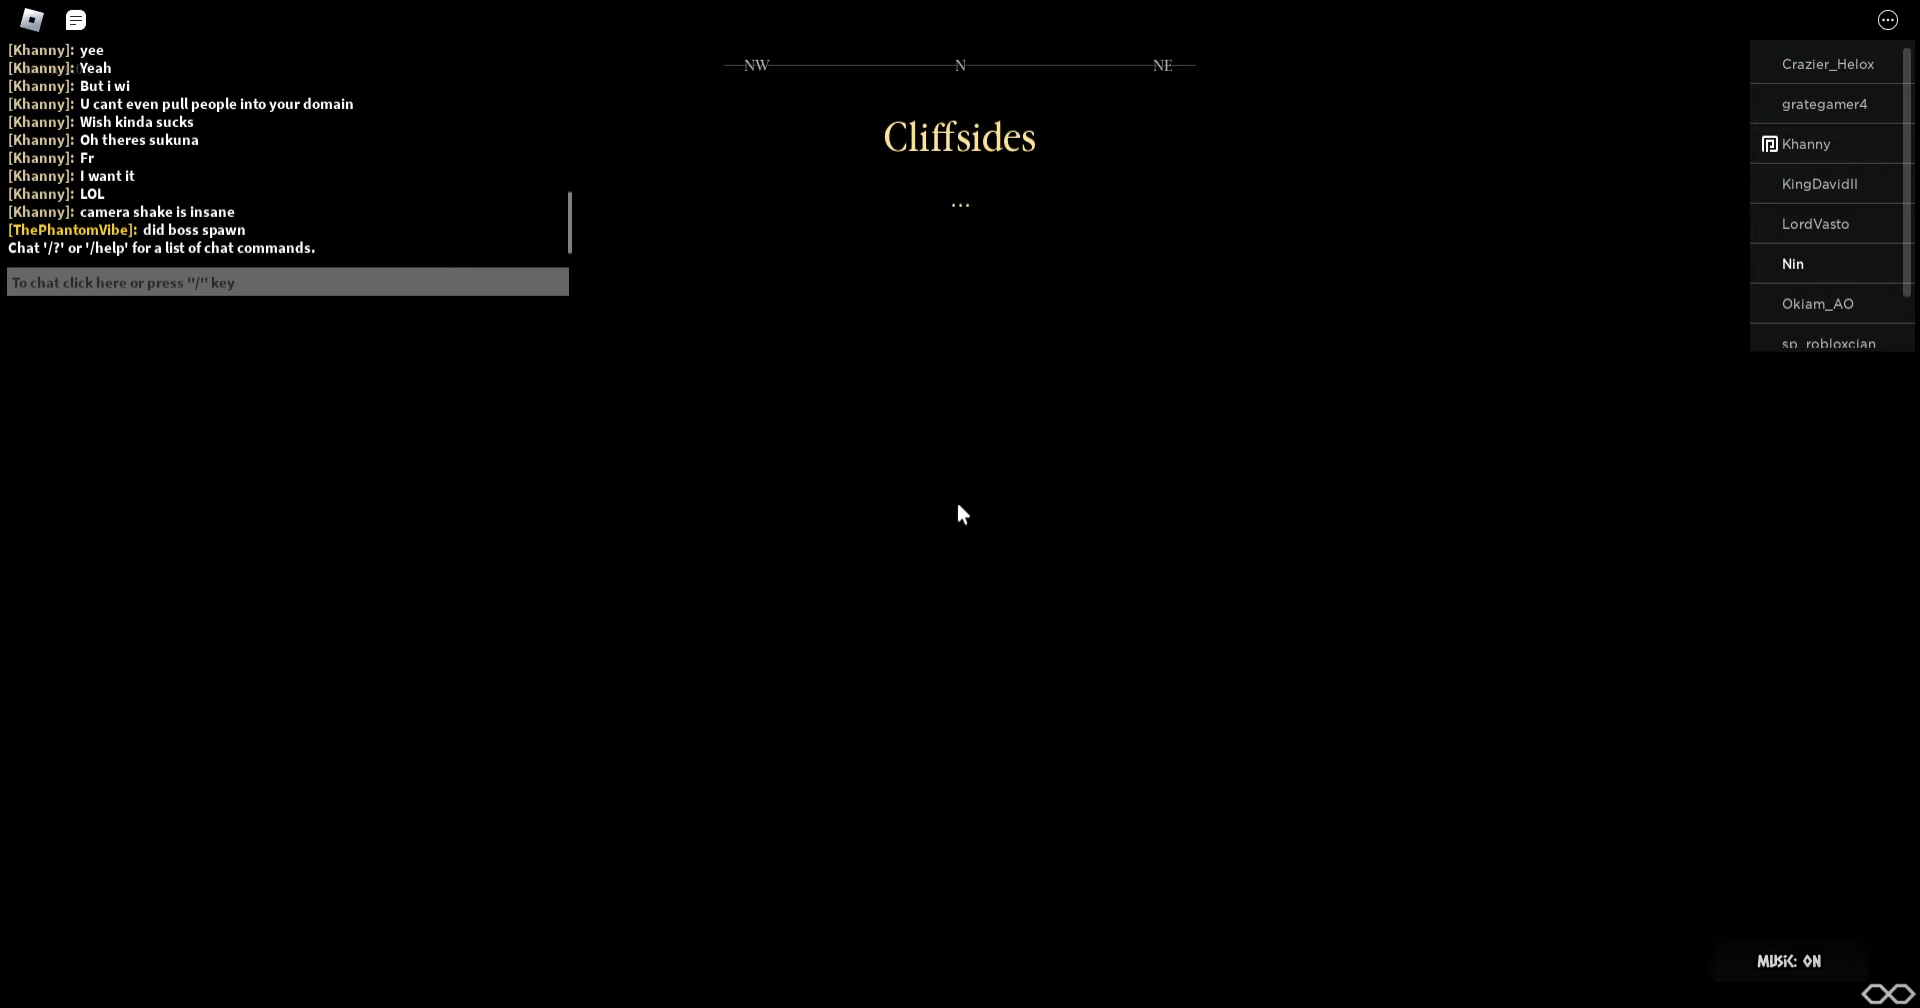 [Khanny]: yee
[Khanny]: Yeah
[Khanny]: But i wi
[Khanny]: U cant even pull people into your domain
[Khanny]: Wish kinda sucks
[Khanny]: Oh theres sukuna
[Khanny]: Fr
[Khanny]: I want it
[Khanny]: LOL
[Khanny]: camera shake is insane
[ThePhantomVibe]: did boss spawn
Chat '/?' or '/help' for a list of chat commands.
To chat click here or press "/" key
NW N NE
Cliffsides
...
Crazier_Helox
grategamer4
Khanny
KingDavidII
LordVasto
Nin
Okiam_AO
sp_robloxcian
MUSIC: ON